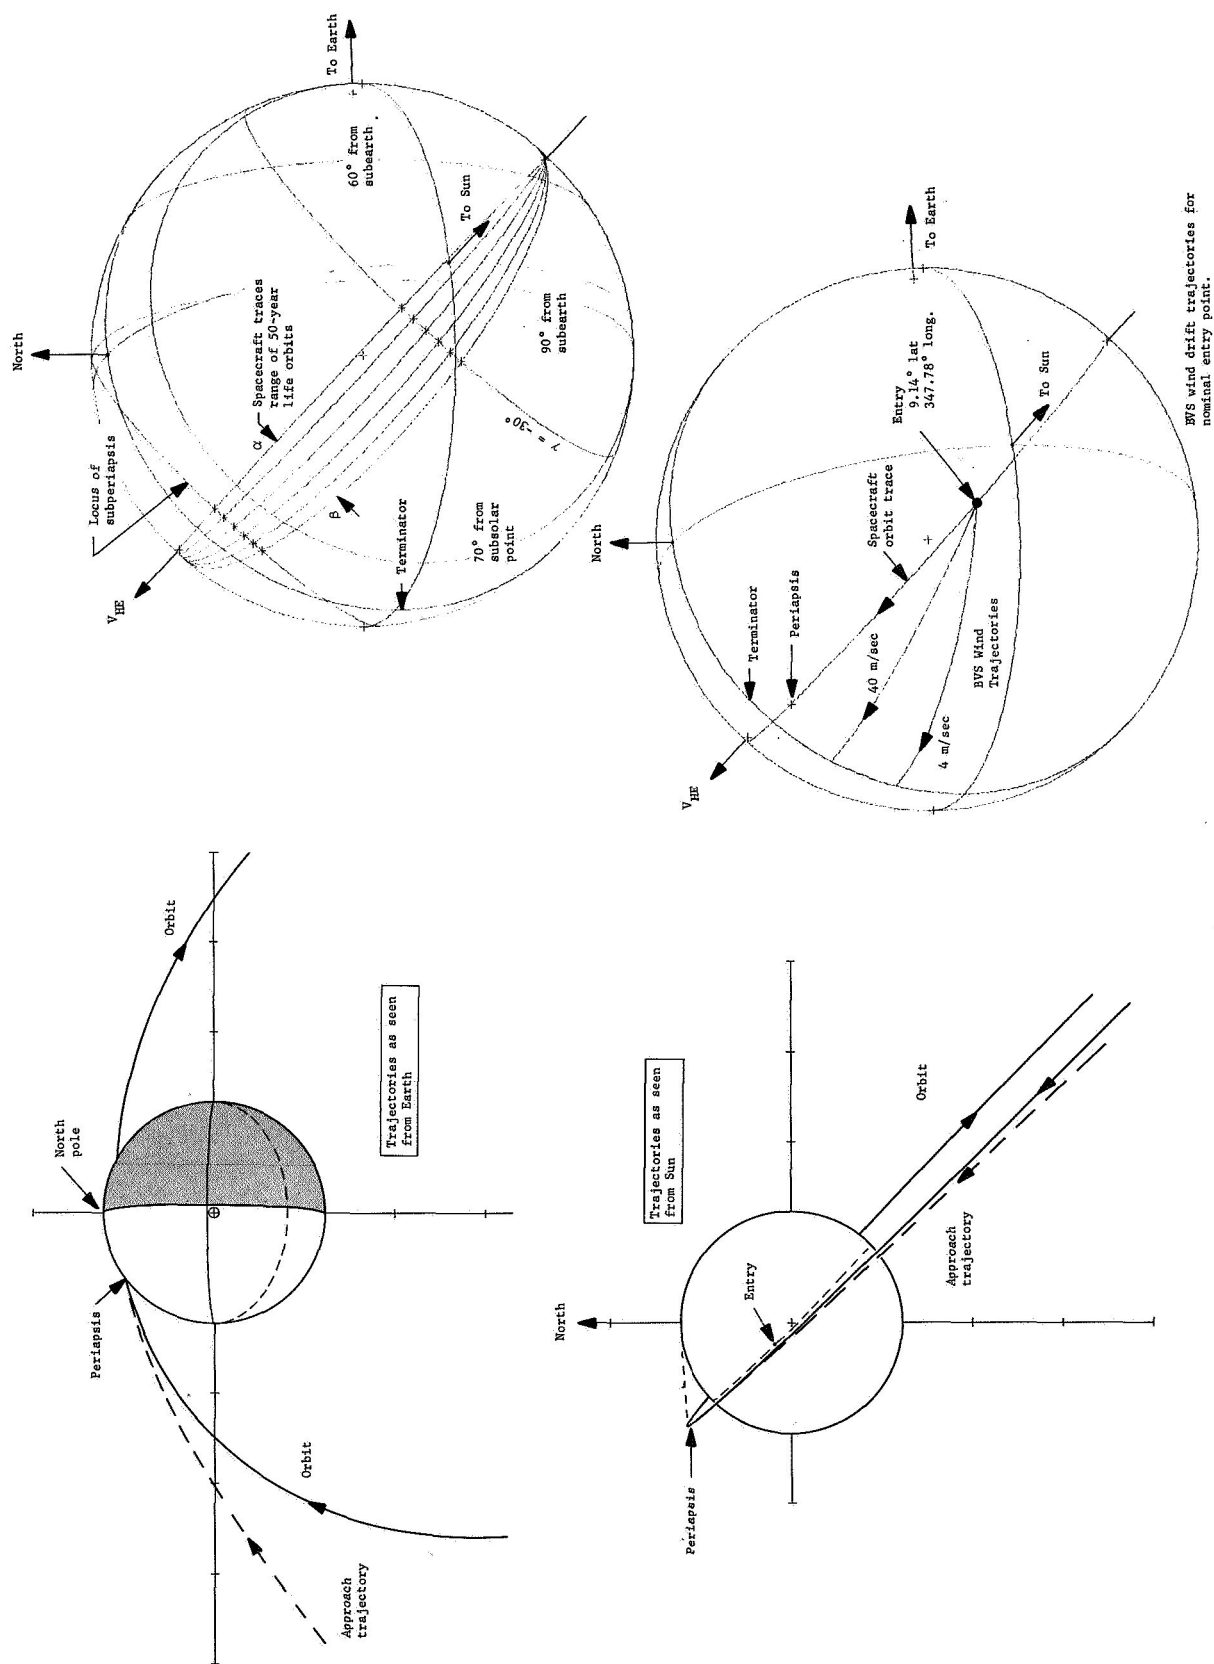 North
To Earth
Locus of
subperiapsis
α
Spacecraft traces
range of 50-year
life orbits
60° from
subearth
V_HE
β
To Sun
Terminator
70° from
subsolar
point
γ = -30°
90° from
subearth
North
To Earth
V_HE
Terminator
Periapsis
Spacecraft
orbit trace
Entry
9.14° lat
347.78° long.
40 m/sec
4 m/sec
BVS Wind
Trajectories
To Sun
BVS wind drift trajectories for
nominal entry point.
North
pole
Periapsis
Orbit
Orbit
Approach
trajectory
Trajectories as seen
from Earth
North
Entry
Periapsis
Trajectories as seen
from Sun
Orbit
Approach
trajectory